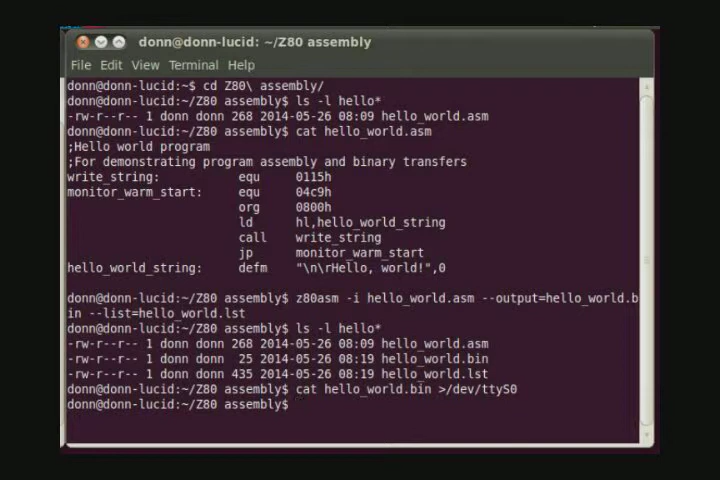 donn@donn-lucid: ~/Z80 assembly
File Edit View Terminal Help
donn@donn-lucid:~$ cd Z80\ assembly/
donn@donn-lucid:~/Z80 assembly$ ls -l hello*
-rw-r--r-- 1 donn donn 268 2014-05-26 08:09 hello_world.asm
donn@donn-lucid:~/Z80 assembly$ cat hello_world.asm
;Hello world program
;For demonstrating program assembly and binary transfers
write_string: equ 0115h
monitor_warm_start: equ 04c9h
org 0800h
ld hl,hello_world_string
call write_string
jp monitor_warm_start
hello_world_string: defm "\n\rHello, world!",0
donn@donn-lucid:~/Z80 assembly$ z80asm -i hello_world.asm --output=hello_world.b
in --list=hello_world.lst
donn@donn-lucid:~/Z80 assembly$ ls -l hello*
-rw-r--r-- 1 donn donn 268 2014-05-26 08:09 hello_world.asm
-rw-r--r-- 1 donn donn  25 2014-05-26 08:19 hello_world.bin
-rw-r--r-- 1 donn donn 435 2014-05-26 08:19 hello_world.lst
donn@donn-lucid:~/Z80 assembly$ cat hello_world.bin >/dev/ttyS0
donn@donn-lucid:~/Z80 assembly$